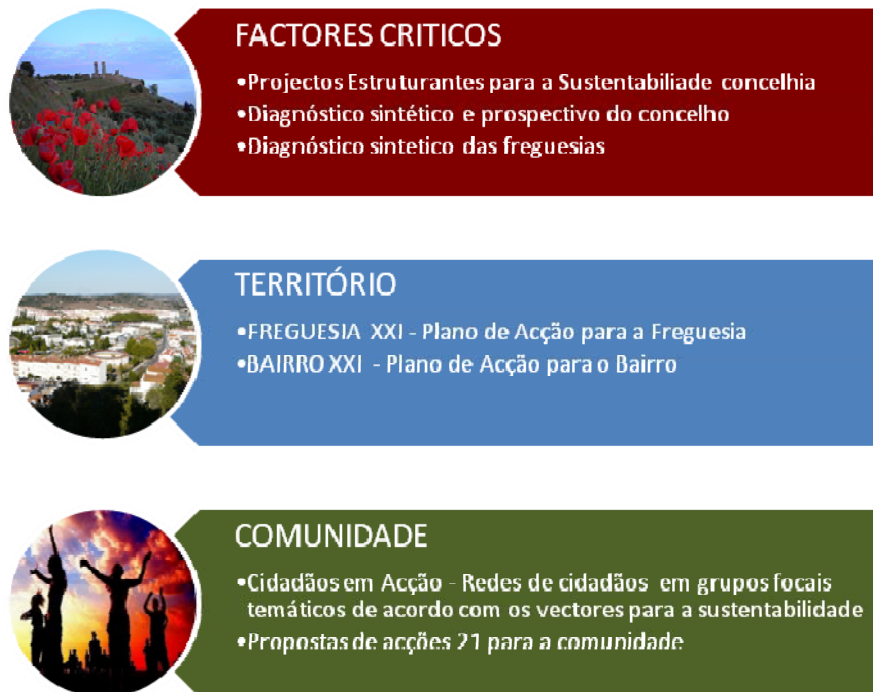 FACTORES CRITICOS
•Projectos Estruturantes para a Sustentabiliade concelhia
•Diagnóstico sintético e prospectivo do concelho
•Diagnóstico sintetico das freguesias
TERRITÓRIO
•FREGUESIA XXI - Plano de Acção para a Freguesia
•BAIRRO XXI - Plano de Acção para o Bairro
COMUNIDADE
•Cidadãos em Acção - Redes de cidadãos em grupos focais
temáticos de acordo com os vectores para a sustentabilidade
•Propostas de acções 21 para a comunidade